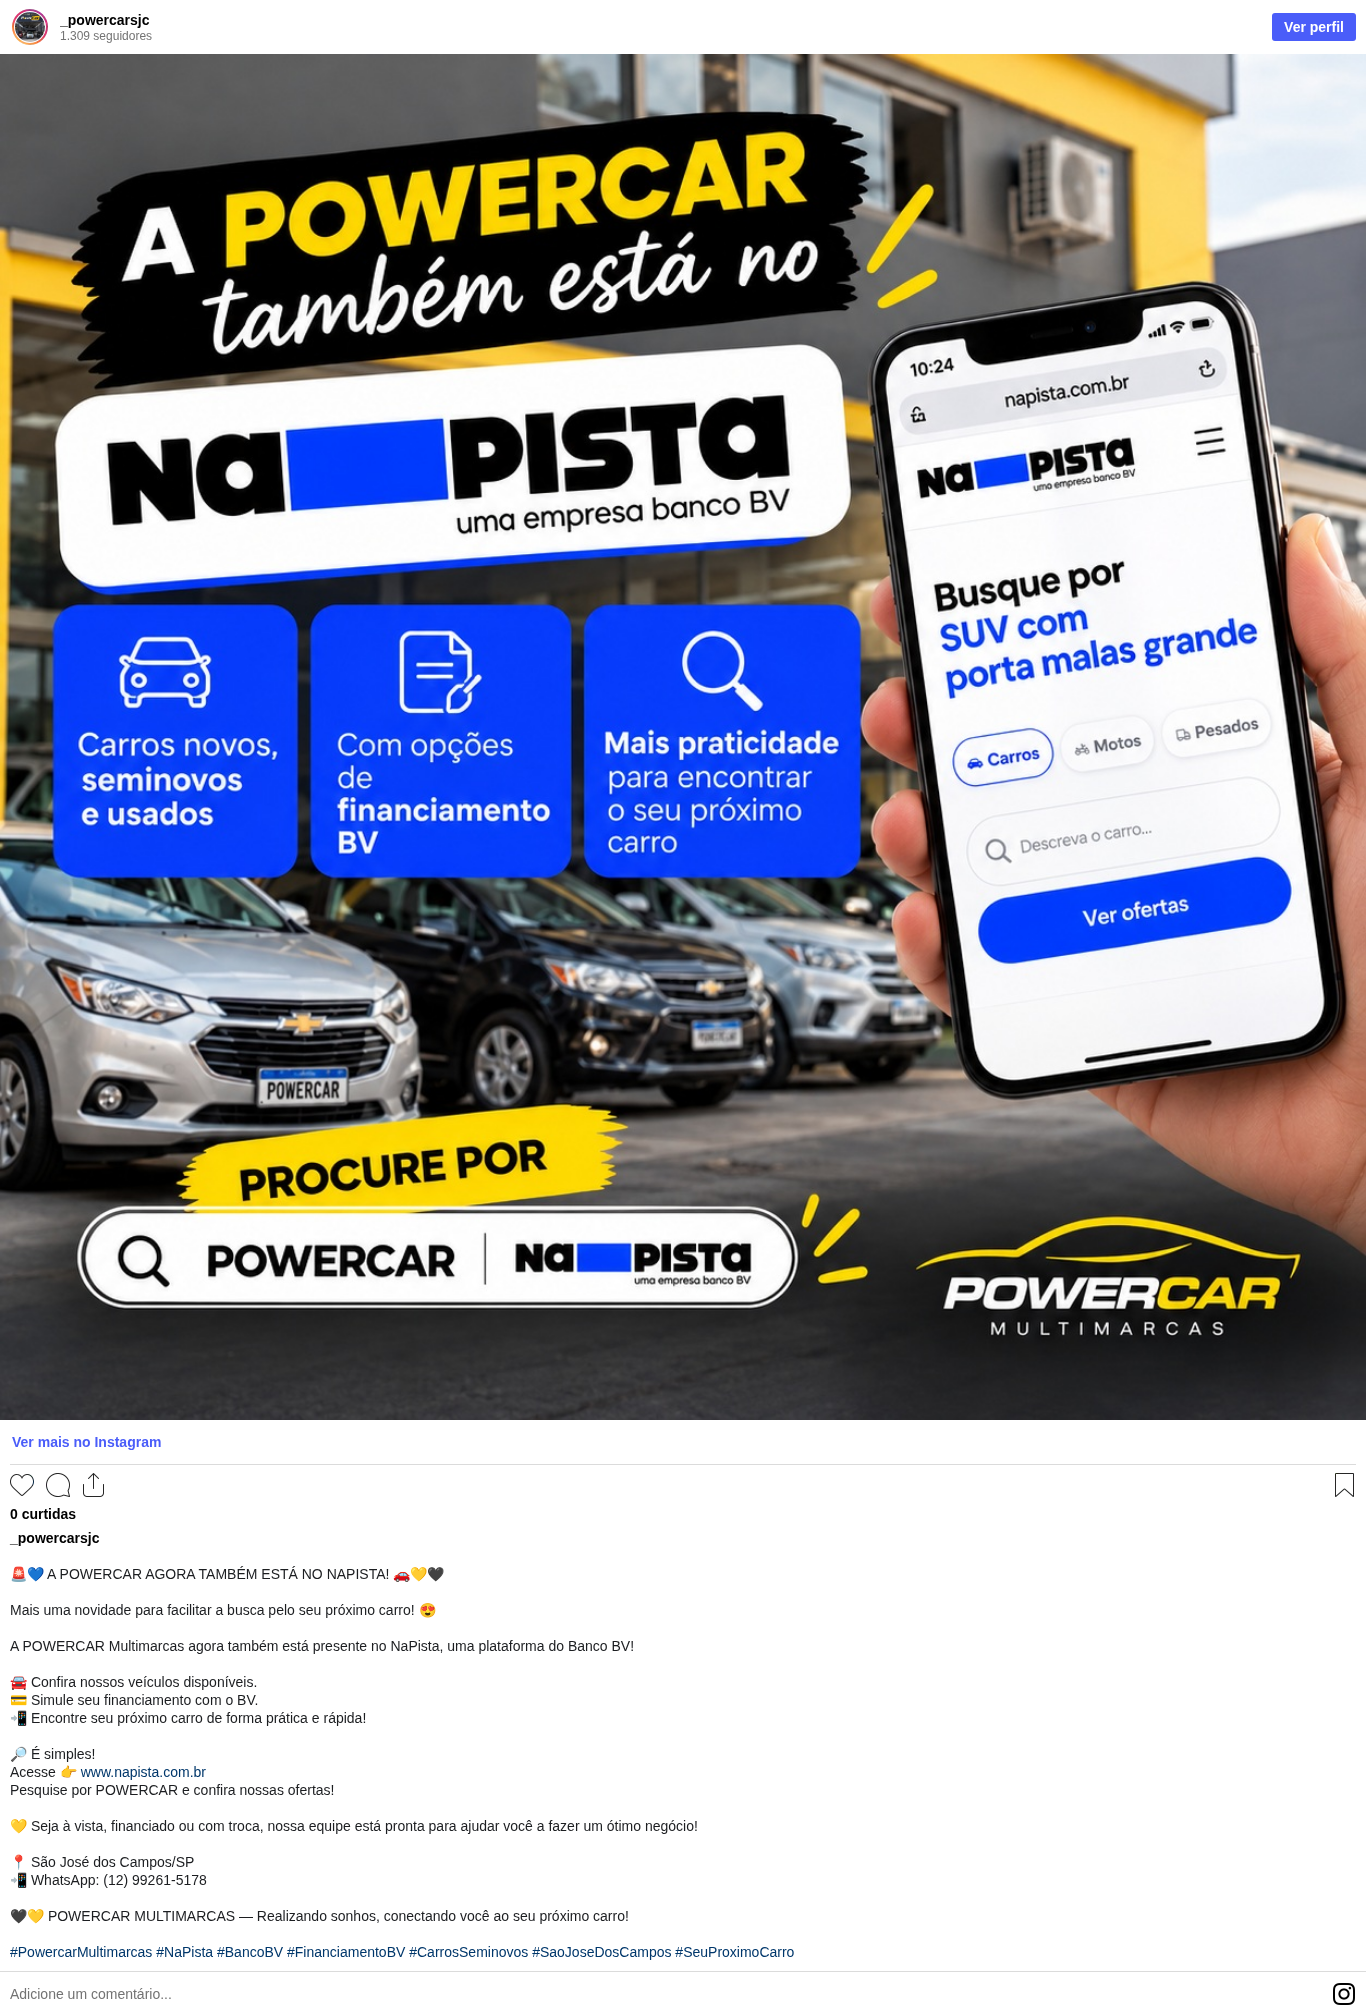 _powercarsjc
1.309 seguidores
Ver perfil
A POWERCAR
também está no
NaPISTa
uma empresa banco BV
Carros novos,
seminovos
e usados
Com opções
de
financiamento
BV
Mais praticidade
para encontrar
o seu próximo
carro
10:24
napista.com.br
NaPISTa
uma empresa banco BV
Busque por
SUV com
porta malas grande
Carros
Motos
Pesados
Descreva o carro...
Ver ofertas
POWERCAR
POWERCAR
PROCURE POR
POWERCAR | NaPISTa
uma empresa banco BV
POWERCAR
MULTIMARCAS
Ver mais no Instagram
0 curtidas
_powercarsjc
🚨💙 A POWERCAR AGORA TAMBÉM ESTÁ NO NAPISTA! 🚗💛🖤
Mais uma novidade para facilitar a busca pelo seu próximo carro! 😍
A POWERCAR Multimarcas agora também está presente no NaPista, uma plataforma do Banco BV!
🚘 Confira nossos veículos disponíveis.
💳 Simule seu financiamento com o BV.
📲 Encontre seu próximo carro de forma prática e rápida!
🔎 É simples!
Acesse 👉 www.napista.com.br
Pesquise por POWERCAR e confira nossas ofertas!
💛 Seja à vista, financiado ou com troca, nossa equipe está pronta para ajudar você a fazer um ótimo negócio!
📍 São José dos Campos/SP
📲 WhatsApp: (12) 99261-5178
🖤💛 POWERCAR MULTIMARCAS — Realizando sonhos, conectando você ao seu próximo carro!
#PowercarMultimarcas #NaPista #BancoBV #FinanciamentoBV #CarrosSeminovos #SaoJoseDosCampos #SeuProximoCarro
Adicione um comentário...